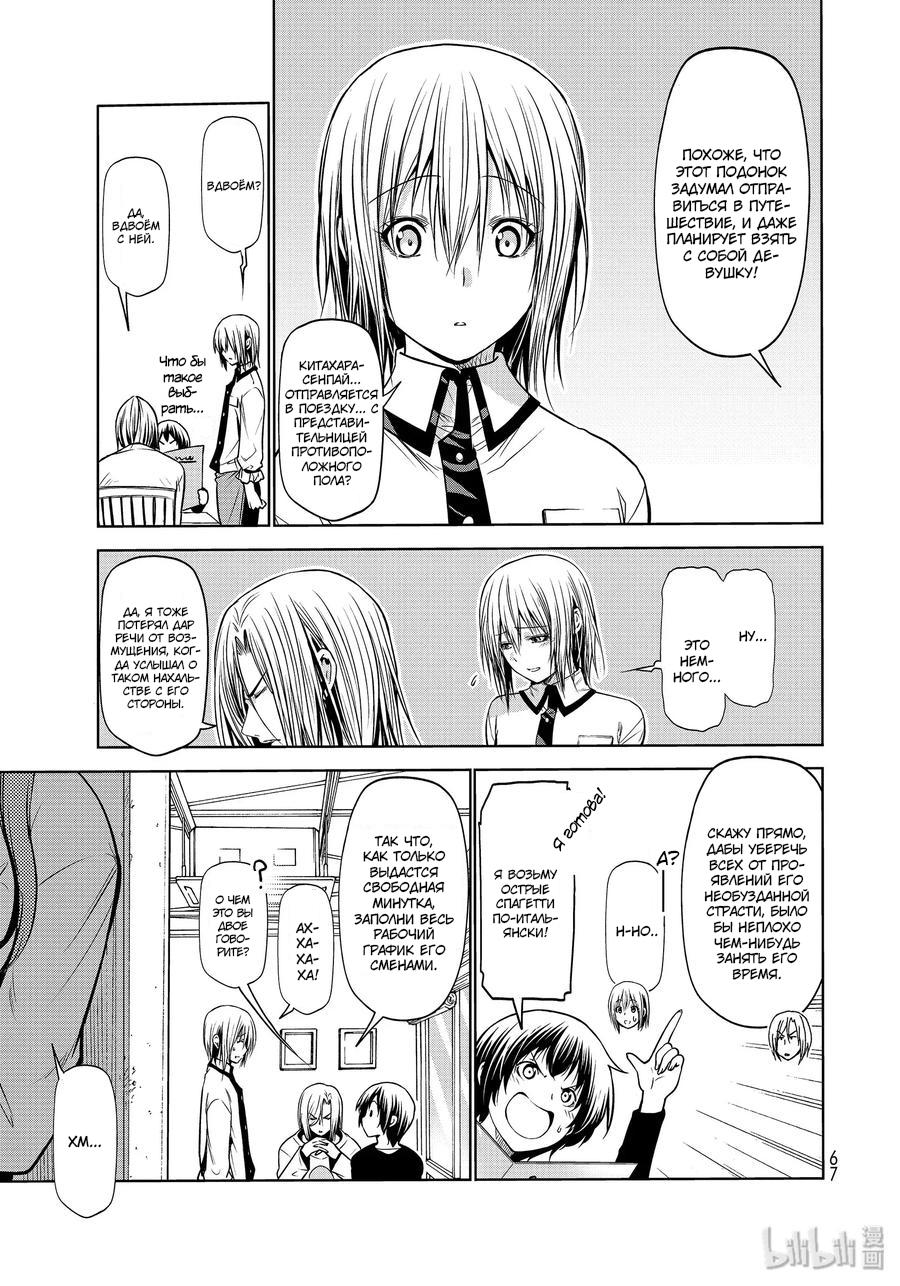 ПОХОЖЕ, ЧТО
ЭТОТ ПОДОНОК
ЗАДУМАЛ ОТПРА-
ВИТЬСЯ В ПУТЕ-
ШЕСТВИЕ, И ДАЖЕ
ПЛАНИРУЕТ ВЗЯТЬ
С СОБОЙ ДЕ-
ВУШКУ!
КИТАХАРА-
СЕНПАЙ...
ОТПРАВЛЯЕТСЯ
В ПОЕЗДКУ... С
ПРЕДСТАВИ-
ТЕЛЬНИЦЕЙ
ПРОТИВОПО-
ЛОЖНОГО
ПОЛА?
ВДВОЁМ?
ДА,
ВДВОЁМ
С НЕЙ.
Что бы
такое
выб-
рать...
НУ...
ЭТО
НЕМ-
НОГО...
ДА, Я ТОЖЕ
ПОТЕРЯЛ ДАР
РЕЧИ ОТ ВОЗ-
МУЩЕНИЯ, КОГ-
ДА УСЛЫШАЛ О
ТАКОМ НАХАЛЬ-
СТВЕ С ЕГО
СТОРОНЫ.
СКАЖУ ПРЯМО,
ДАБЫ УБЕРЕЧЬ
ВСЕХ ОТ ПРО-
ЯВЛЕНИЙ ЕГО
НЕОБУЗДАННОЙ
СТРАСТИ, БЫЛО
БЫ НЕПЛОХО
ЧЕМ-НИБУДЬ
ЗАНЯТЬ ЕГО
ВРЕМЯ.
А?
Н-НО..
Я готова!
Я ВОЗЬМУ
ОСТРЫЕ
СПАГЕТТИ
ПО-ИТАЛЬ-
ЯНСКИ!
ТАК ЧТО,
КАК ТОЛЬКО
ВЫДАСТСЯ
СВОБОДНАЯ
МИНУТКА,
ЗАПОЛНИ ВЕСЬ
РАБОЧИЙ
ГРАФИК ЕГО
СМЕНАМИ.
АХ-
ХА-
ХА-
ХА!
?
О ЧЕМ
ЭТО ВЫ
ДВОЕ
ГОВО-
РИТЕ?
ХМ...
67
bilibili 漫画